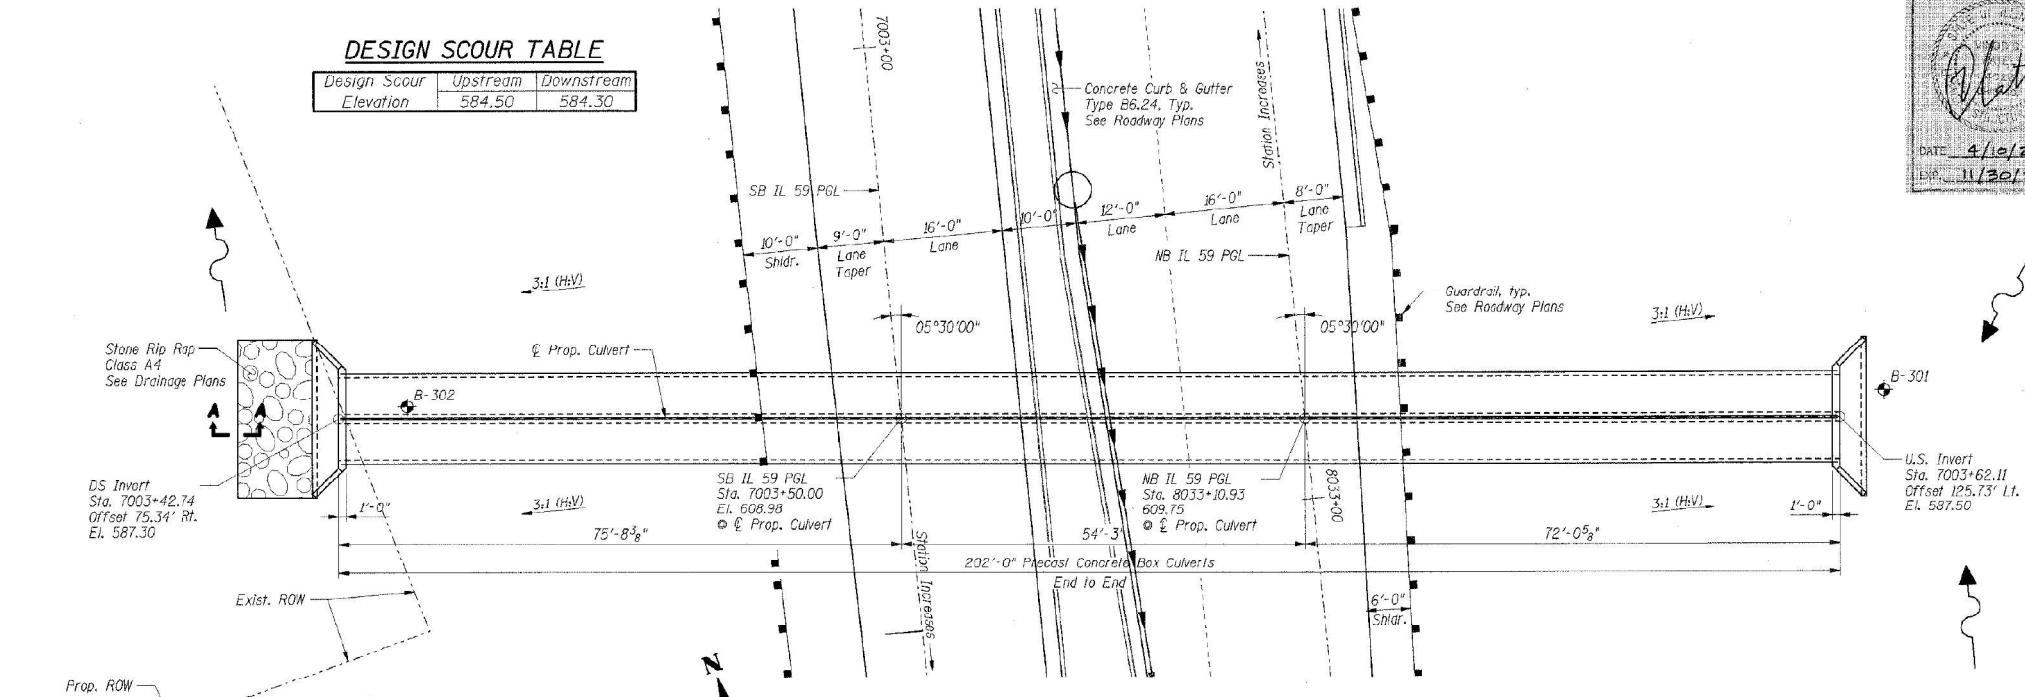 DESIGN SCOUR TABLE
Design Scour Upstream Downstream
Elevation 584.50 584.30
7003+00
Concrete Curb & Gutter
Type B6.24, Typ.
See Roadway Plans
Station Increases
DATE 4/10/2
EXP. 11/30/
SB IL 59 PGL
10'-0"
Shldr.
9'-0"
Lane
Taper
16'-0"
Lane
10'-0"
12'-0"
Lane
16'-0"
Lane
8'-0"
Lane
Taper
NB IL 59 PGL
3:1 (H:V)
05°30'00"
05°30'00"
Guardrail, typ.
See Roadway Plans
3:1 (H:V)
Stone Rip Rap
Class A4
See Drainage Plans
℄ Prop. Culvert
B-302
B-301
A A
DS Invert
Sta. 7003+42.74
Offset 75.34' Rt.
El. 587.30
1'-0"
3:1 (H:V)
SB IL 59 PGL
Sta. 7003+50.00
El. 608.98
@ ℄ Prop. Culvert
NB IL 59 PGL
Sta. 8033+10.93
609.75
@ ℄ Prop. Culvert
8033+00
3:1 (H:V)
1'-0"
U.S. Invert
Sta. 7003+62.11
Offset 125.73' Lt.
El. 587.50
75'-8⅜"
54'-3"
72'-0⅝"
202'-0" Precast Concrete Box Culverts
End to End
Station Increases
Exist. ROW
6'-0"
Shldr.
N
Prop. ROW